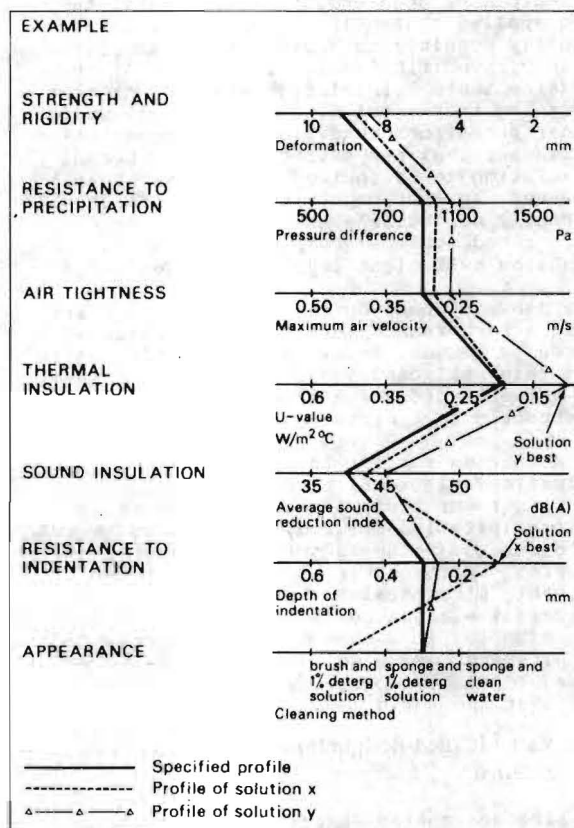 EXAMPLE
STRENGTH AND
RIGIDITY
10 8 4 2
Deformation mm
RESISTANCE TO
PRECIPITATION
500 700 1100 1500
Pressure difference Pa
AIR TIGHTNESS
0.50 0.35 0.25
Maximum air velocity m/s
THERMAL
INSULATION
0.6 0.35 0.25 0.15
U-value
W/m² °C
Solution
y best
SOUND INSULATION
35 45 50
Average sound
reduction index
dB(A)
Solution
x best
RESISTANCE TO
INDENTATION
0.6 0.4 0.2
Depth of
indentation
mm
APPEARANCE
brush and sponge and sponge and
1% deterg 1% deterg clean
solution solution water
Cleaning method
Specified profile
Profile of solution x
Profile of solution y